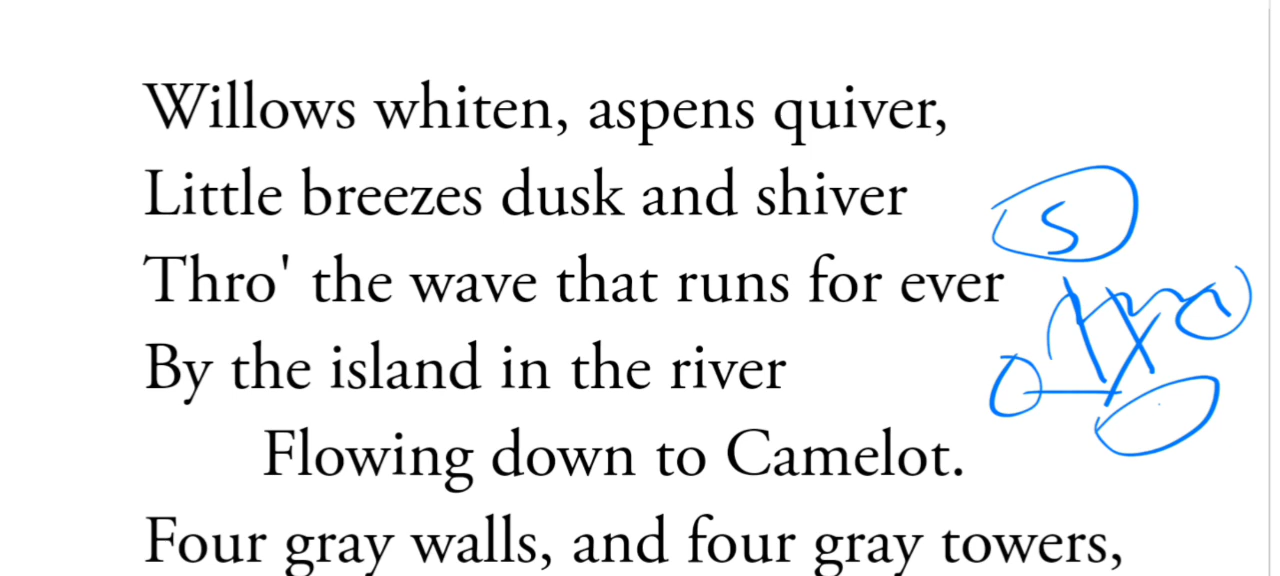 Willows whiten, aspens quiver,
Little breezes dusk and shiver
Thro' the wave that runs for ever
By the island in the river
Flowing down to Camelot.
Four gray walls, and four gray towers,